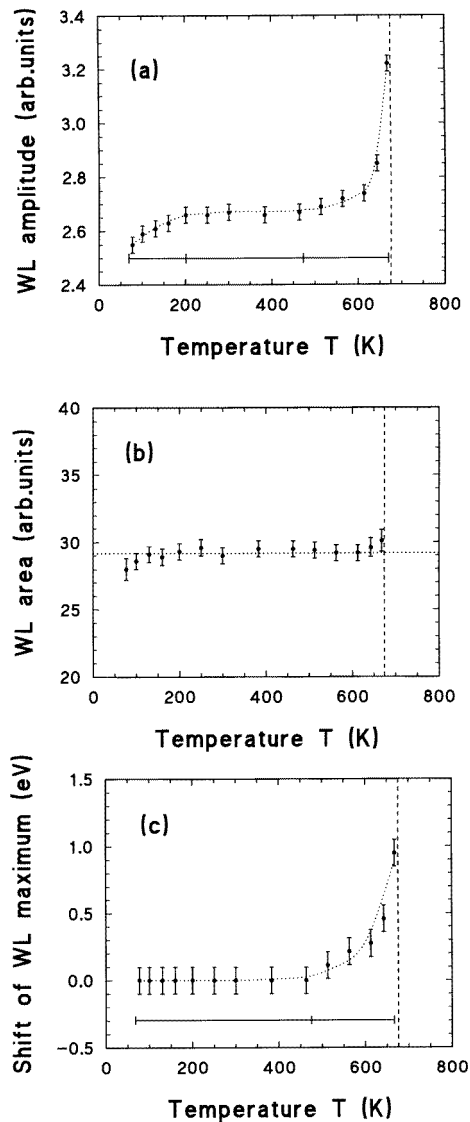 3.4
3.2
3.0
2.8
2.6
2.4
WL amplitude (arb.units)
(a)
0 200 400 600 800
Temperature T (K)
40
35
30
25
20
WL area (arb.units)
(b)
0 200 400 600 800
Temperature T (K)
1.5
1.0
0.5
0.0
-0.5
Shift of WL maximum (eV)
(c)
0 200 400 600 800
Temperature T (K)